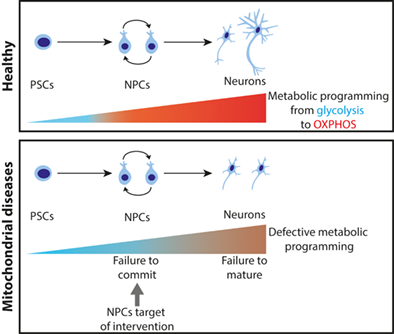 Healthy
PSCs
NPCs
Neurons
Metabolic programming
from glycolysis
to OXPHOS
Mitochondrial diseases
PSCs
NPCs
Neurons
Defective metabolic
programming
Failure to
commit
Failure to
mature
NPCs target
of intervention